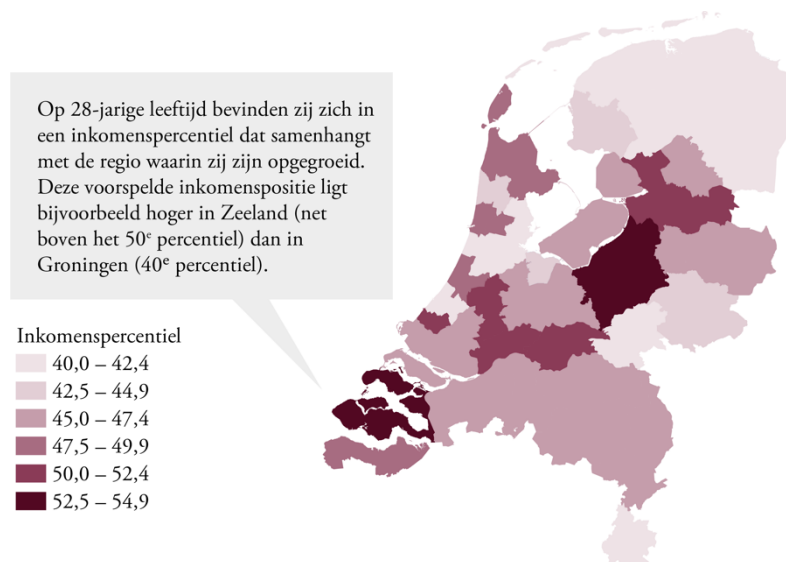 Op 28-jarige leeftijd bevinden zij zich in
een inkomenspercentiel dat samenhangt
met de regio waarin zij zijn opgegroeid.
Deze voorspelde inkomenspositie ligt
bijvoorbeeld hoger in Zeeland (net
boven het 50ᵉ percentiel) dan in
Groningen (40ᵉ percentiel).
Inkomenspercentiel
40,0 – 42,4
42,5 – 44,9
45,0 – 47,4
47,5 – 49,9
50,0 – 52,4
52,5 – 54,9